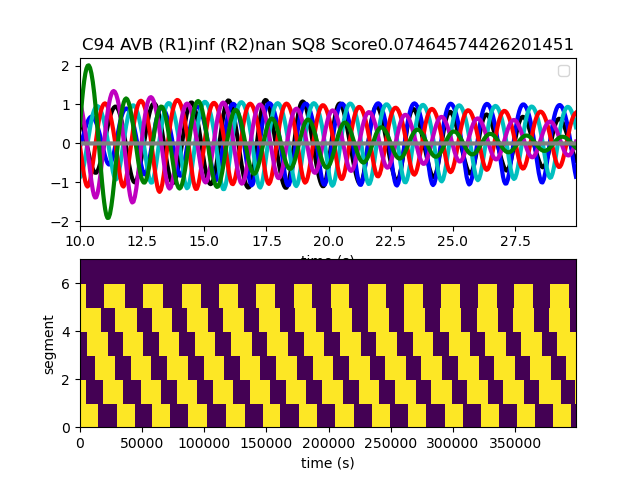 C94 AVB (R1)inf (R2)nan SQ8 Score0.07464574426201451
2
1
0
−1
−2
10.0 12.5 15.0 17.5 20.0 22.5 25.0 27.5
time (s)
6
4
2
0
segment
0 50000 100000 150000 200000 250000 300000 350000
time (s)